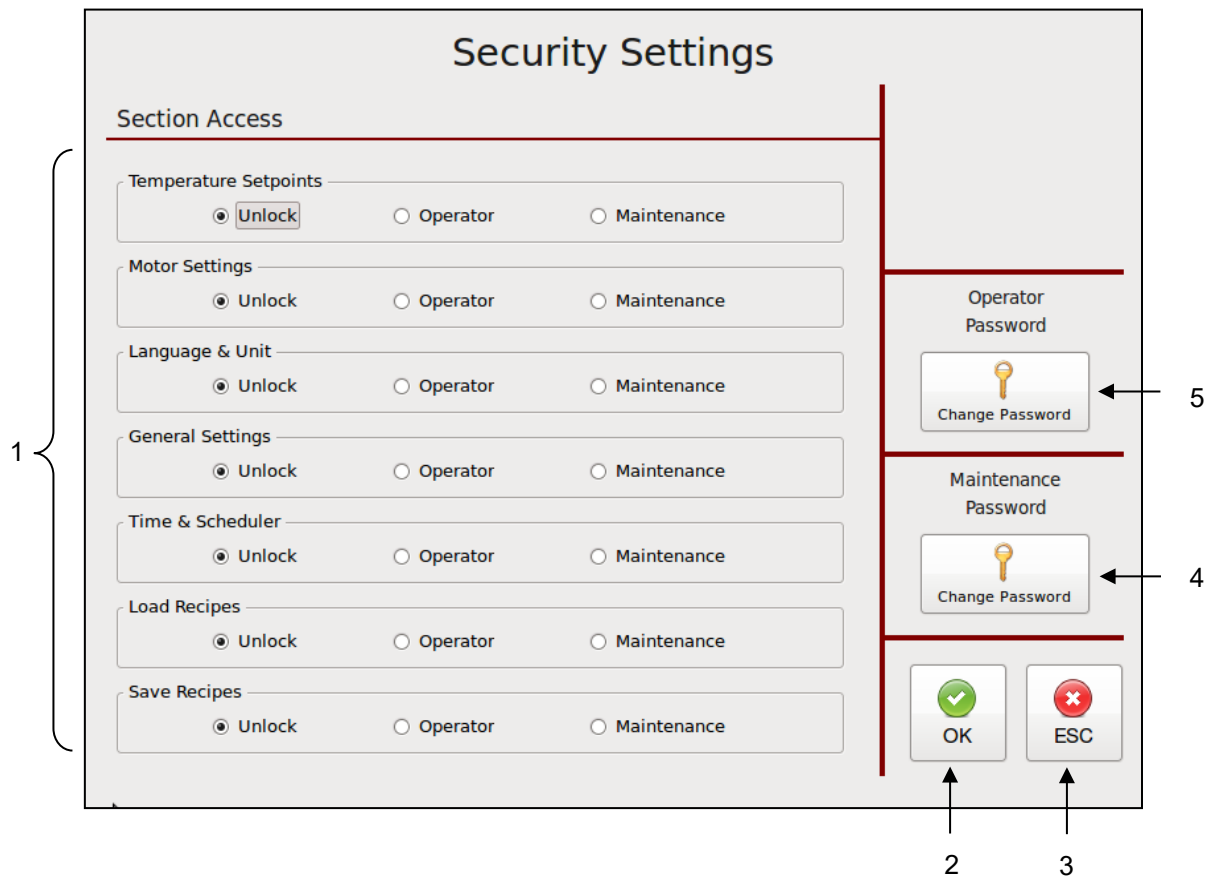 Security Settings
Section Access
1
Temperature Setpoints
Unlock Operator Maintenance
Motor Settings
Unlock Operator Maintenance
Language & Unit
Unlock Operator Maintenance
General Settings
Unlock Operator Maintenance
Time & Scheduler
Unlock Operator Maintenance
Load Recipes
Unlock Operator Maintenance
Save Recipes
Unlock Operator Maintenance
Operator
Password
Change Password
5
Maintenance
Password
Change Password
4
OK ESC
2 3